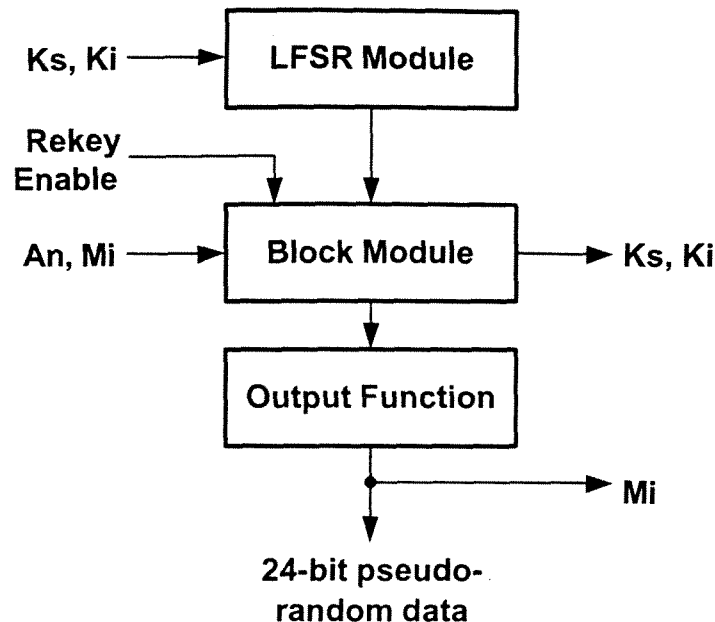 Ks, Ki
LFSR Module
Rekey
Enable
An, Mi
Block Module
Ks, Ki
Output Function
Mi
24-bit pseudo-
random data